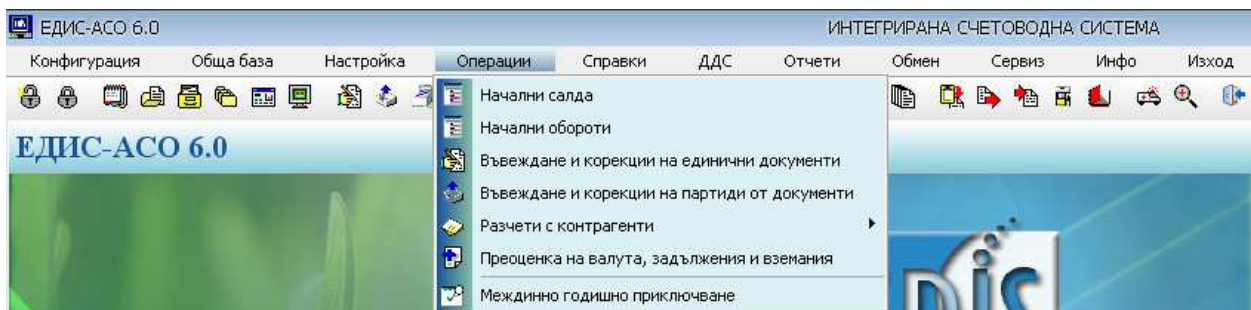 ЕДИС-АСО 6.0 ИНТЕГРИРАНА СЧЕТОВОДНА СИСТЕМА
Конфигурация Обща база Настройка Операции Справки ДДС Отчети Обмен Сервиз Инфо Изход
ЕДИС-АСО 6.0
Начални салда
Начални обороти
Въвеждане и корекции на единични документи
Въвеждане и корекции на партиди от документи
Разчети с контрагенти
Преоценка на валута, задължения и вземания
Междинно годишно приключване
DiS